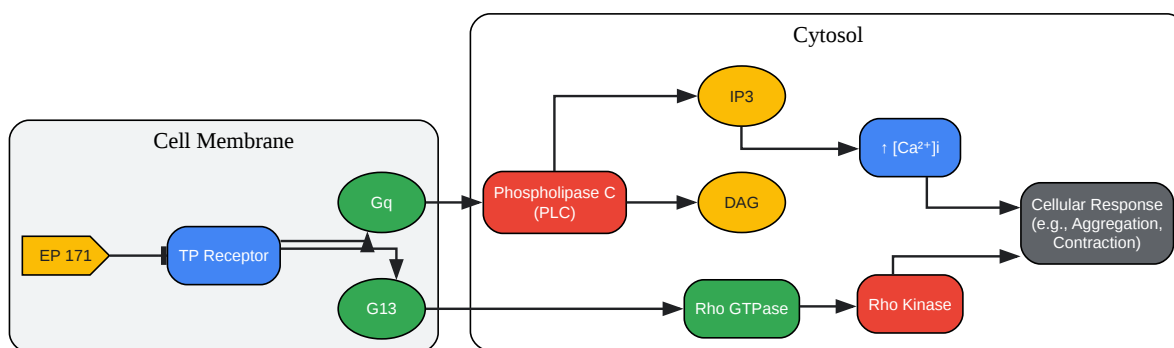 Cytosol
Cell Membrane
EP 171
TP Receptor
Gq
G13
Phospholipase C
(PLC)
IP3
DAG
↑ [Ca²⁺]i
Rho GTPase
Rho Kinase
Cellular Response
(e.g., Aggregation,
Contraction)